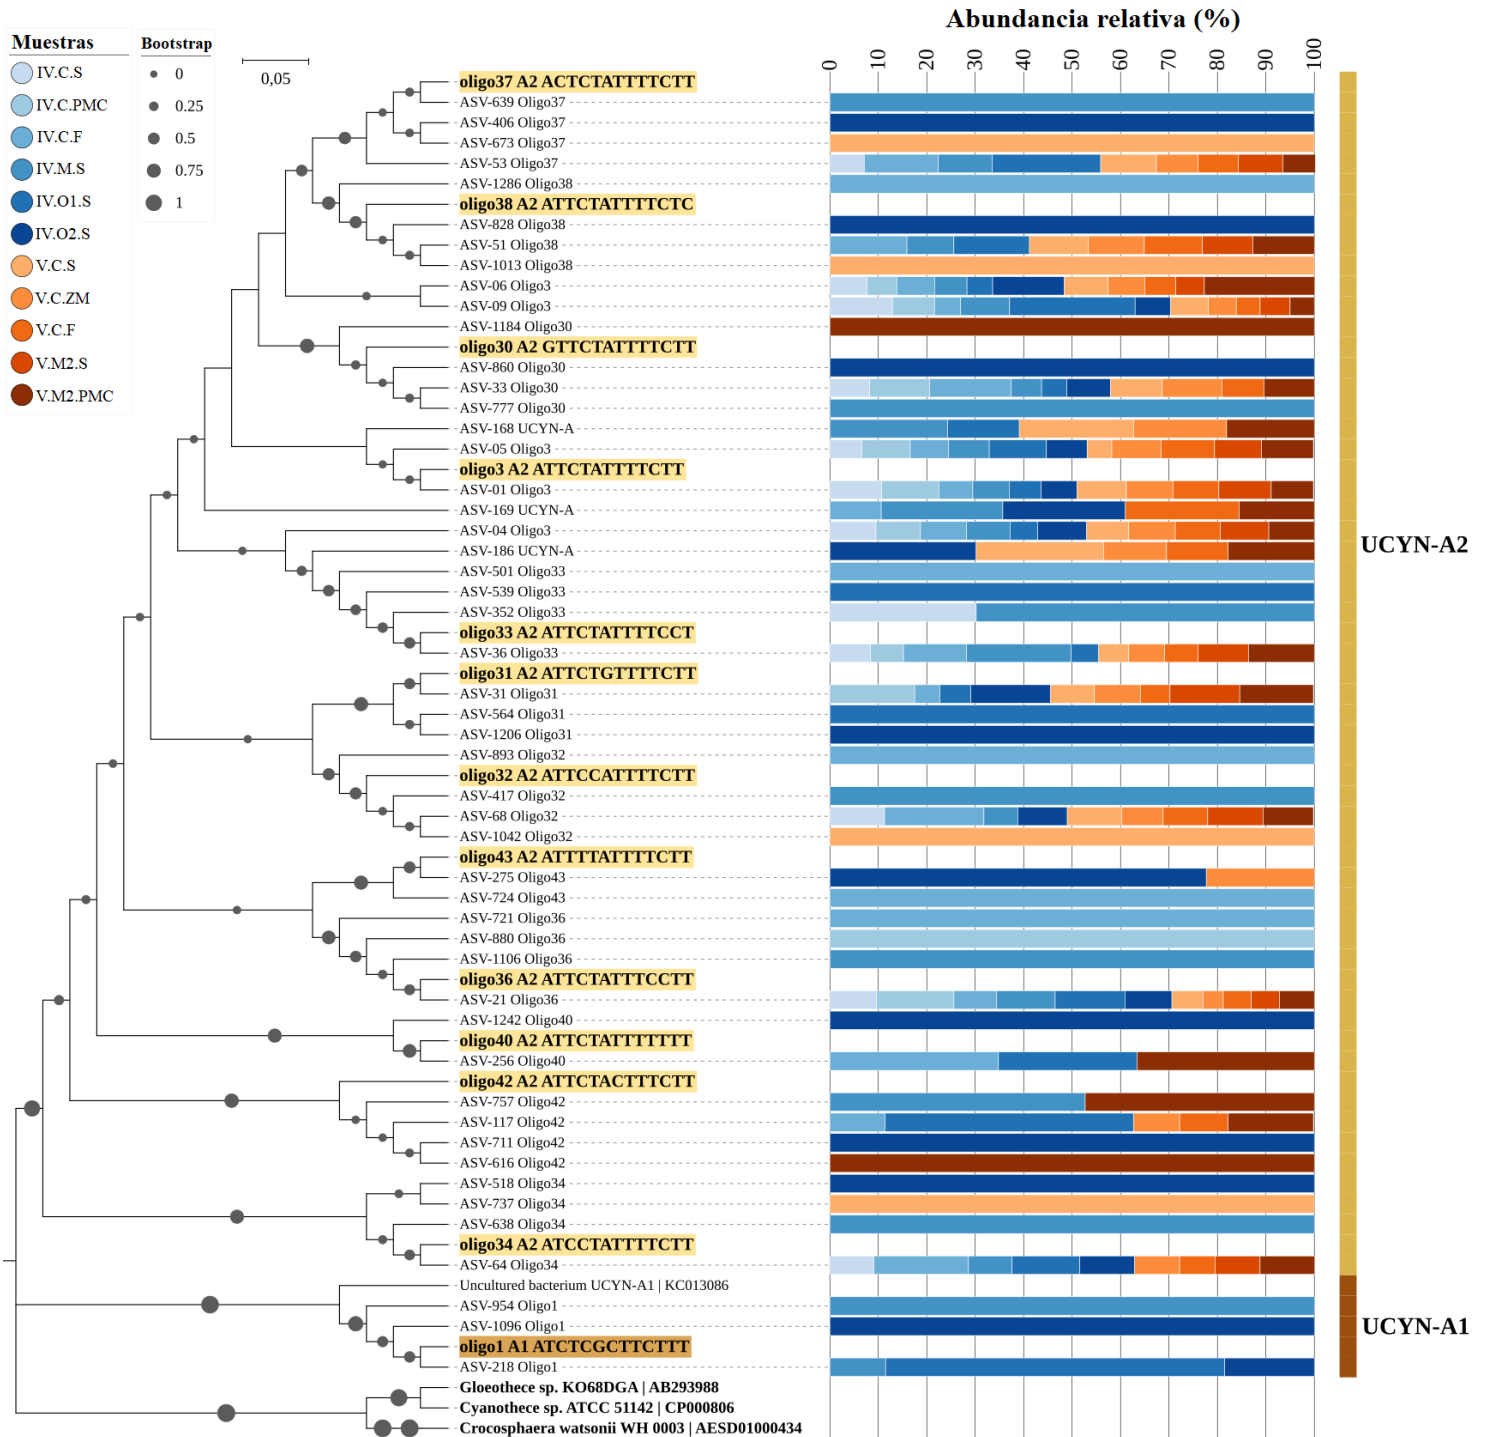 Abundancia relativa (%)
Muestras
IV.C.S
IV.C.PMC
IV.C.F
IV.M.S
IV.O1.S
IV.O2.S
V.C.S
V.C.ZM
V.C.F
V.M2.S
V.M2.PMC
Bootstrap
0
0.25
0.5
0.75
1
0,05
0
10
20
30
40
50
60
70
80
90
100
oligo37 A2 ACTCTATTTTCTT
ASV-639 Oligo37
ASV-406 Oligo37
ASV-673 Oligo37
ASV-53 Oligo37
ASV-1286 Oligo38
oligo38 A2 ATTCTATTTTCTC
ASV-828 Oligo38
ASV-51 Oligo38
ASV-1013 Oligo38
ASV-06 Oligo3
ASV-09 Oligo3
ASV-1184 Oligo30
oligo30 A2 GTTCTATTTTCTT
ASV-860 Oligo30
ASV-33 Oligo30
ASV-777 Oligo30
ASV-168 UCYN-A
ASV-05 Oligo3
oligo3 A2 ATTCTATTTTCTT
ASV-01 Oligo3
ASV-169 UCYN-A
ASV-04 Oligo3
ASV-186 UCYN-A
ASV-501 Oligo33
ASV-539 Oligo33
ASV-352 Oligo33
oligo33 A2 ATTCTATTTTCCT
ASV-36 Oligo33
oligo31 A2 ATTCTGTTTTCTT
ASV-31 Oligo31
ASV-564 Oligo31
ASV-1206 Oligo31
ASV-893 Oligo32
oligo32 A2 ATTCCATTTTCTT
ASV-417 Oligo32
ASV-68 Oligo32
ASV-1042 Oligo32
oligo43 A2 ATTTTATTTTCTT
ASV-275 Oligo43
ASV-724 Oligo43
ASV-721 Oligo36
ASV-880 Oligo36
ASV-1106 Oligo36
oligo36 A2 ATTCTATTTCCTT
ASV-21 Oligo36
ASV-1242 Oligo40
oligo40 A2 ATTCTATTTTTTT
ASV-256 Oligo40
oligo42 A2 ATTCTACTTTCTT
ASV-757 Oligo42
ASV-117 Oligo42
ASV-711 Oligo42
ASV-616 Oligo42
ASV-518 Oligo34
ASV-737 Oligo34
ASV-638 Oligo34
oligo34 A2 ATCCTATTTTCTT
ASV-64 Oligo34
Uncultured bacterium UCYN-A1 | KC013086
ASV-954 Oligo1
ASV-1096 Oligo1
oligo1 A1 ATCTCGCTTCTTT
ASV-218 Oligo1
Gloeothece sp. KO68DGA | AB293988
Cyanothece sp. ATCC 51142 | CP000806
Crocosphaera watsonii WH 0003 | AESD01000434
UCYN-A2
UCYN-A1